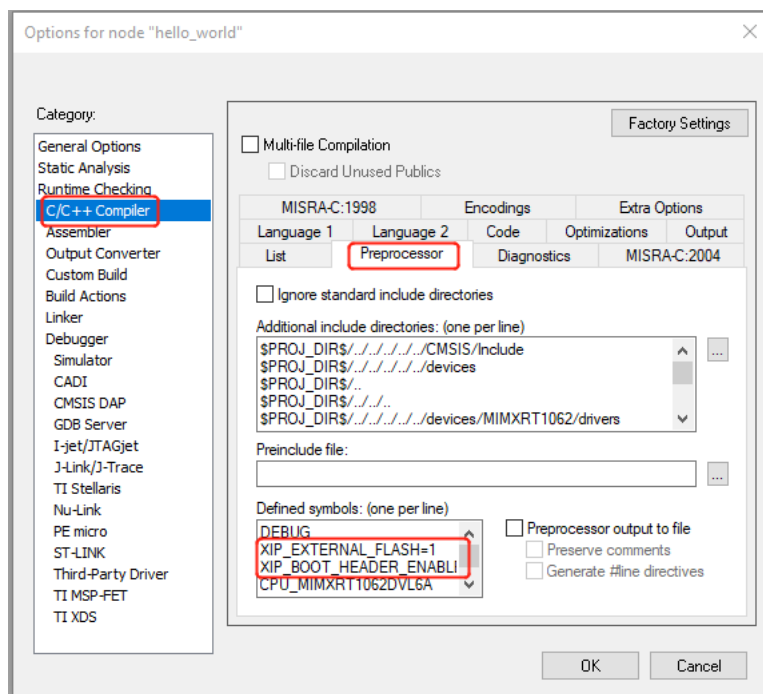 Options for node "hello_world"
Category:
General Options
Static Analysis
Runtime Checking
C/C++ Compiler
Assembler
Output Converter
Custom Build
Build Actions
Linker
Debugger
Simulator
CADI
CMSIS DAP
GDB Server
I-jet/JTAGjet
J-Link/J-Trace
TI Stellaris
Nu-Link
PE micro
ST-LINK
Third-Party Driver
TI MSP-FET
TI XDS
Factory Settings
Multi-file Compilation
Discard Unused Publics
MISRA-C:1998 Encodings Extra Options
Language 1 Language 2 Code Optimizations Output
List Preprocessor Diagnostics MISRA-C:2004
Ignore standard include directories
Additional include directories: (one per line)
$PROJ_DIR$/../../../../../CMSIS/Include
$PROJ_DIR$/../../../../../devices
$PROJ_DIR$/..
$PROJ_DIR$/../../..
$PROJ_DIR$/../../../../../devices/MIMXRT1062/drivers
...
Preinclude file:
...
Defined symbols: (one per line)
DEBUG
XIP_EXTERNAL_FLASH=1
XIP_BOOT_HEADER_ENABLI
CPU_MIMXRT1062DVL6A
Preprocessor output to file
Preserve comments
Generate #line directives
OK Cancel